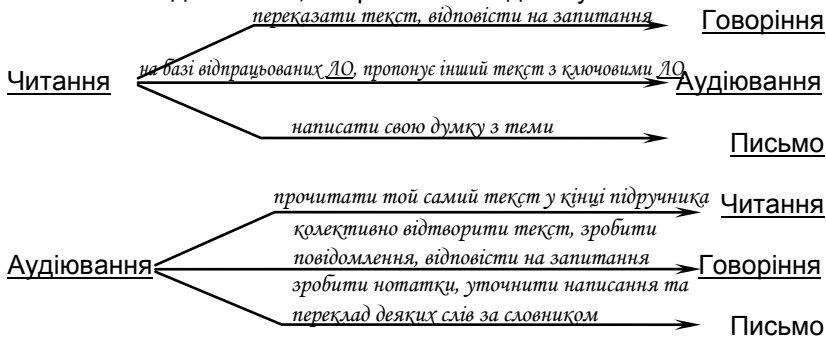 переказати текст, відповісти на запитання Говоріння
на базі відпрацьованих ЛО, пропонує інший текст з ключовими ЛО
Читання Аудіювання
написати свою думку з теми
Письмо
прочитати той самий текст у кінці підручника Читання
колективно відтворити текст, зробити
Аудіювання повідомлення, відповісти на запитання Говоріння
зробити нотатки, уточнити написання та
переклад деяких слів за словником Письмо